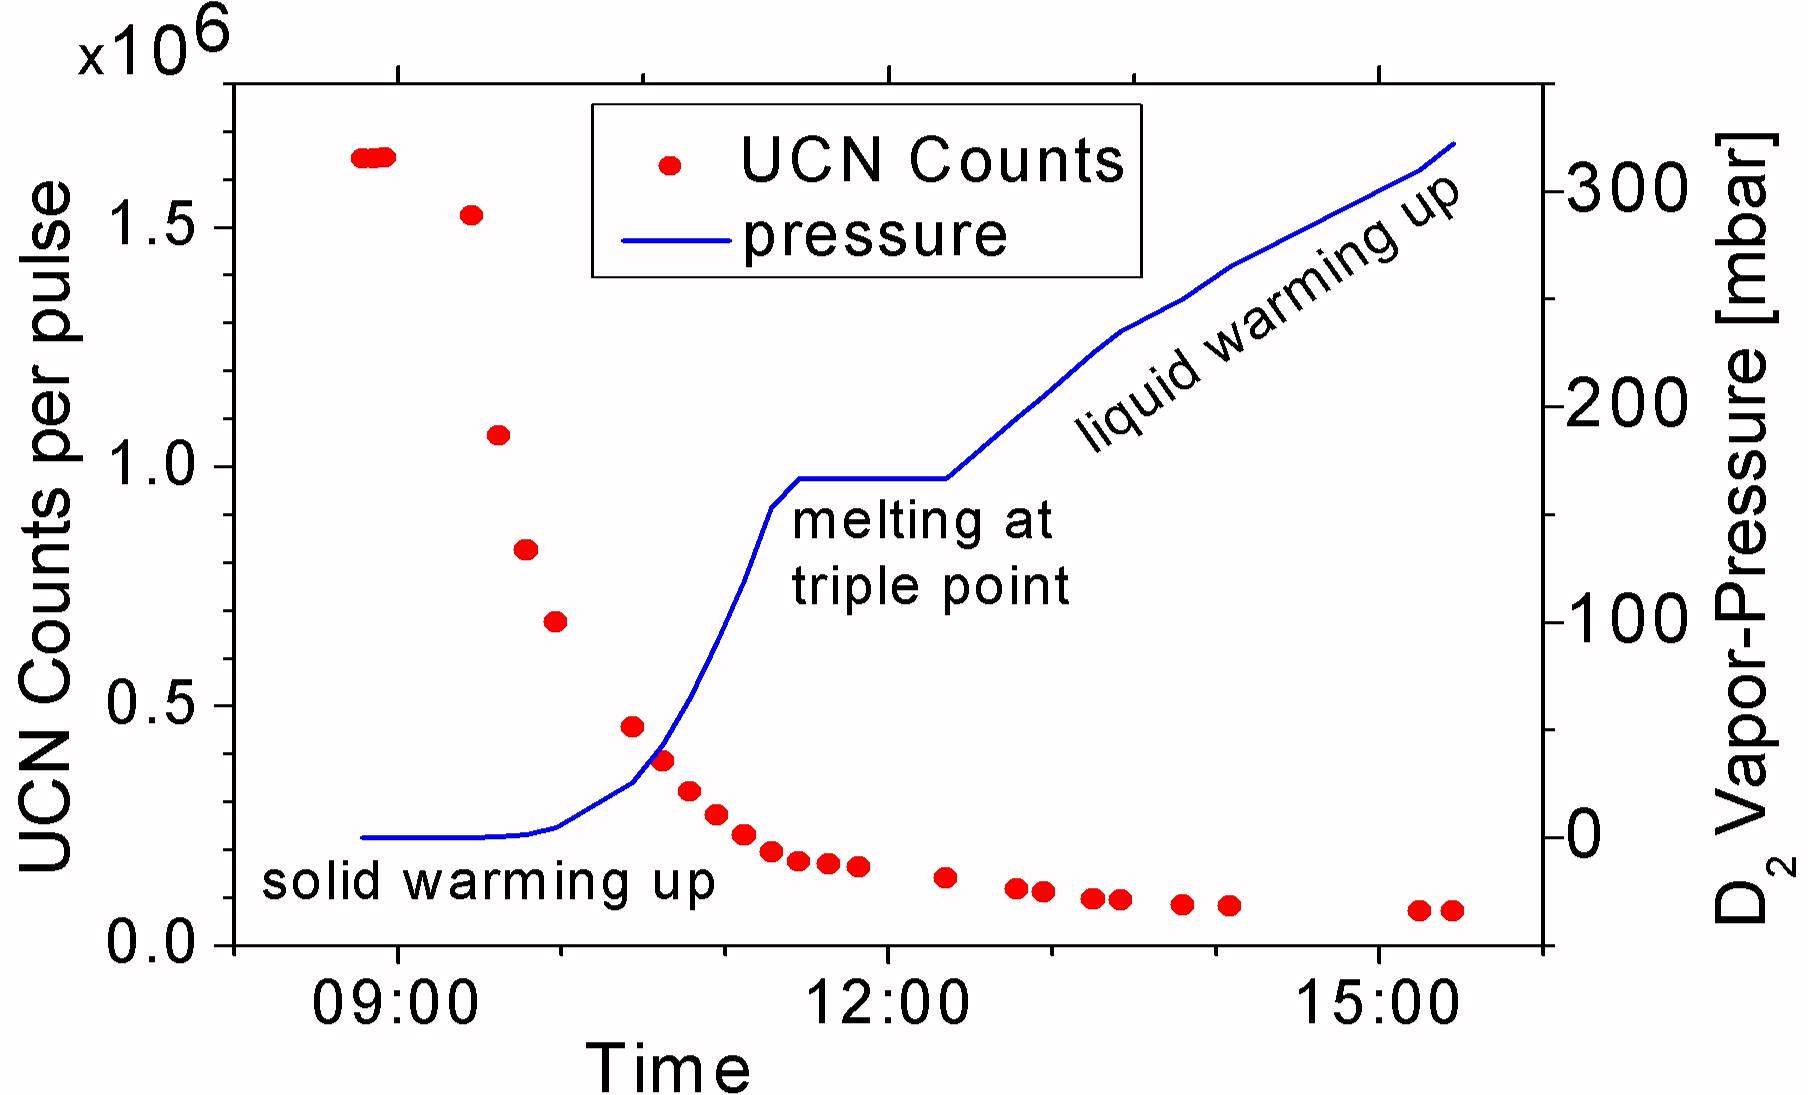 x10⁶
UCN Counts per pulse
1.5
1.0
0.5
0.0
UCN Counts
pressure
solid warming up
melting at
triple point
liquid warming up
300
200
100
0
D₂ Vapor-Pressure [mbar]
09:00
12:00
15:00
Time